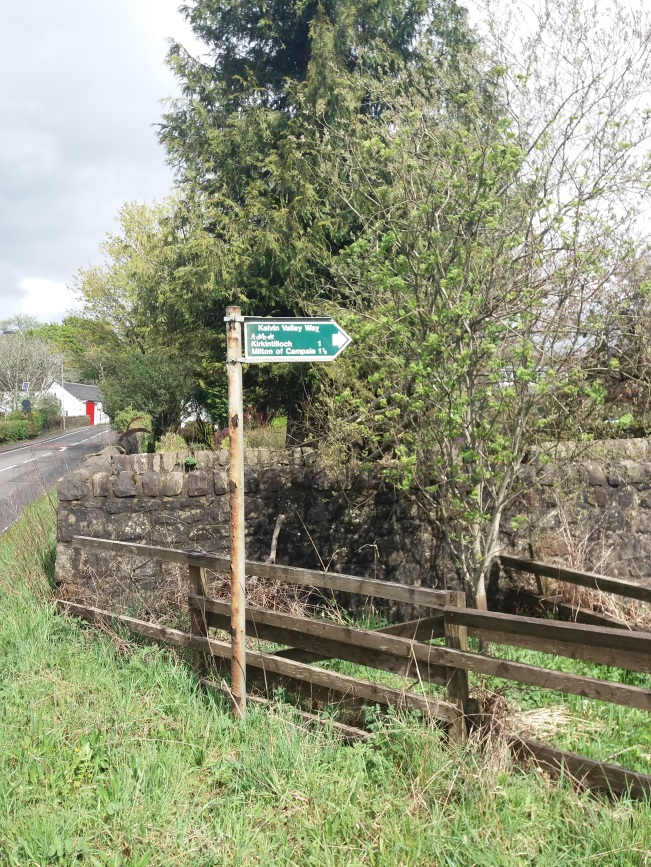 Kelvin Valley Way
Kirkintilloch 1
Milton of Campsie 1½